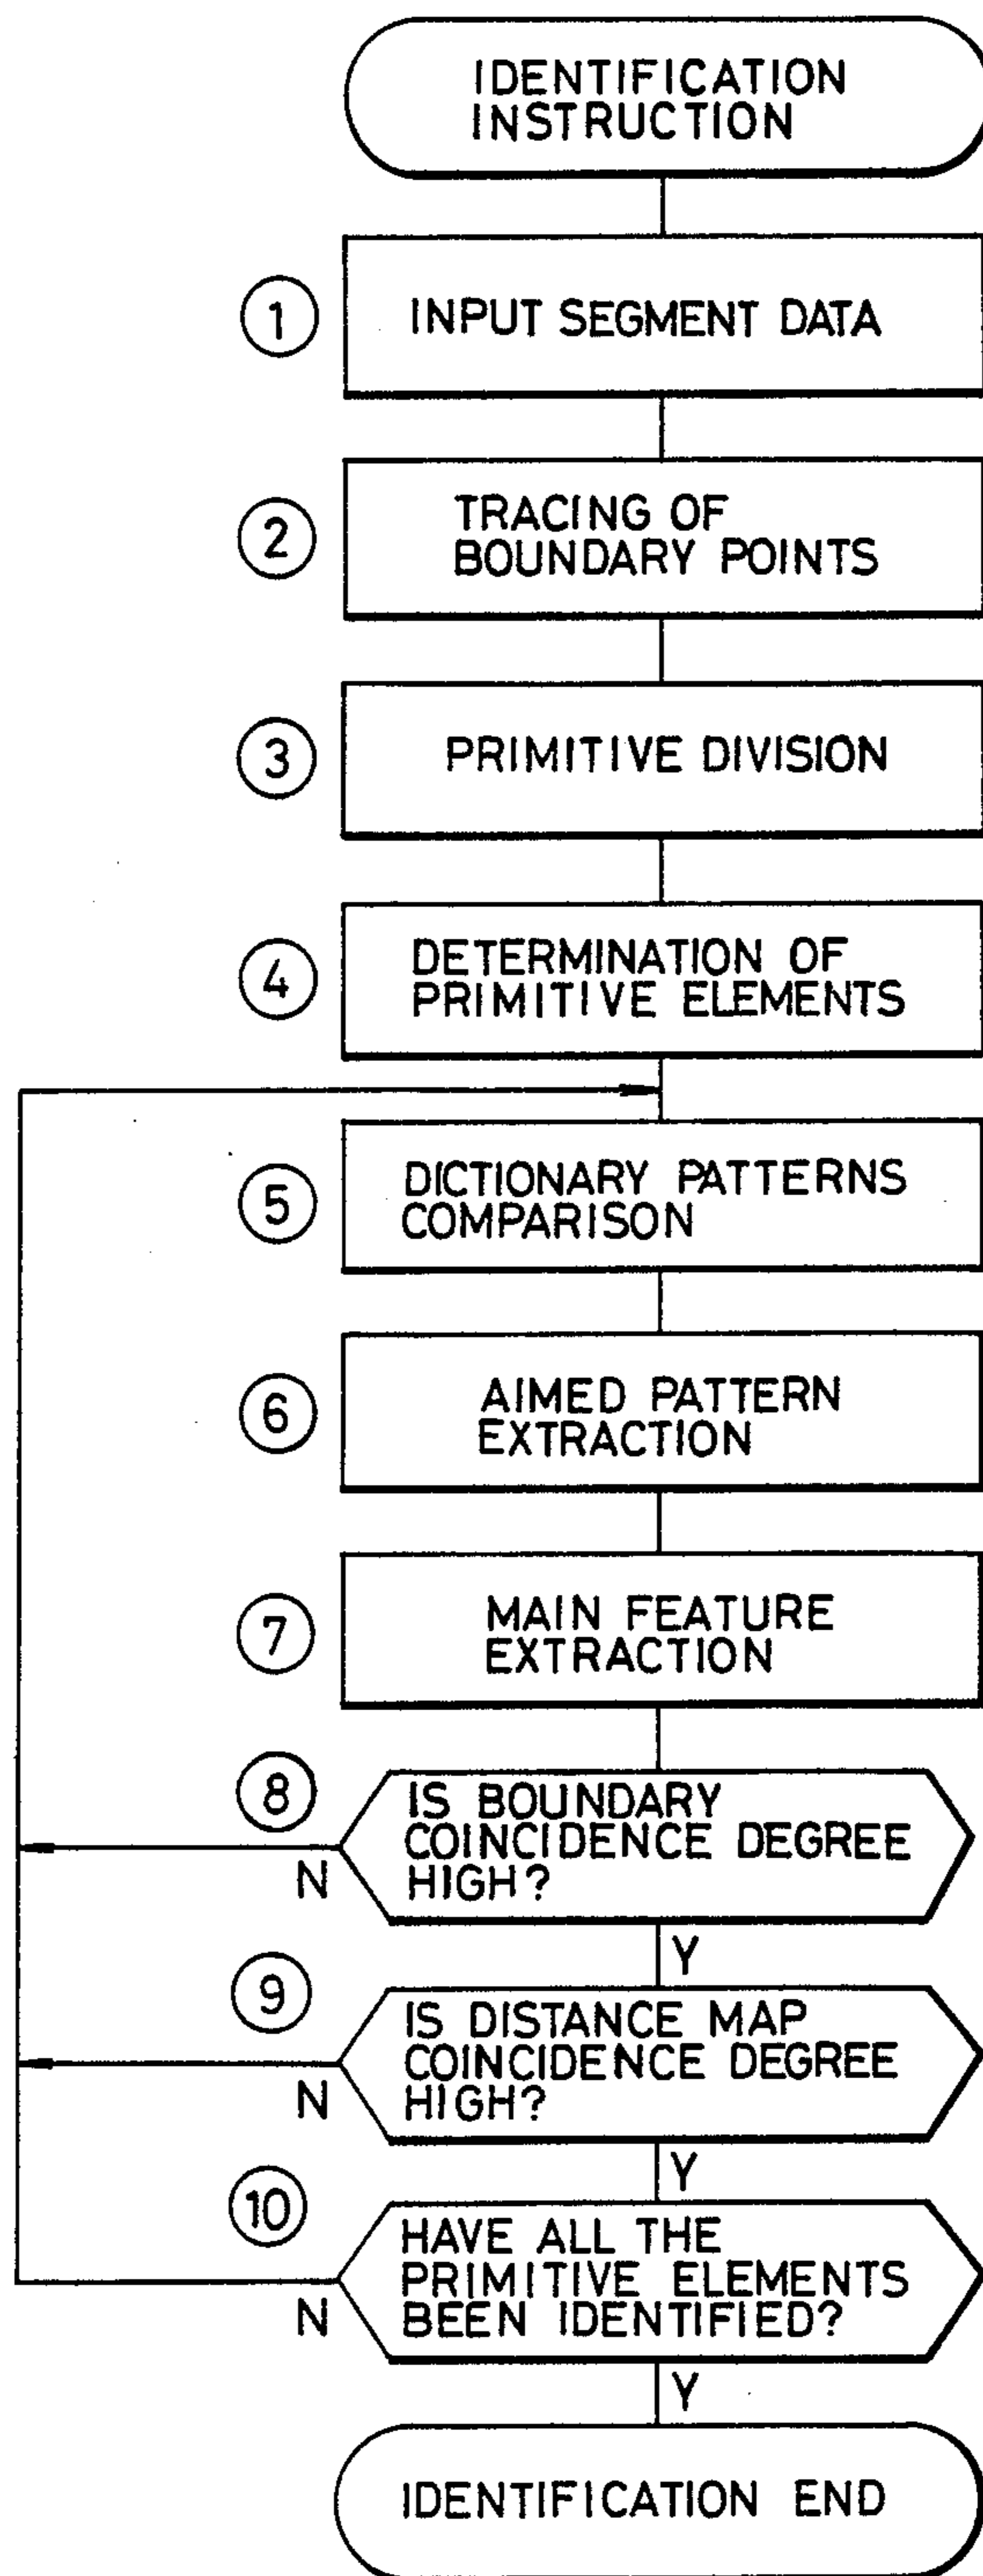 IDENTIFICATION
INSTRUCTION
1
INPUT SEGMENT DATA
2
TRACING OF
BOUNDARY POINTS
3
PRIMITIVE DIVISION
4
DETERMINATION OF
PRIMITIVE ELEMENTS
5
DICTIONARY PATTERNS
COMPARISON
6
AIMED PATTERN
EXTRACTION
7
MAIN FEATURE
EXTRACTION
8
IS BOUNDARY
COINCIDENCE DEGREE
HIGH?
N
Y
9
IS DISTANCE MAP
COINCIDENCE DEGREE
HIGH?
N
Y
10
HAVE ALL THE
PRIMITIVE ELEMENTS
BEEN IDENTIFIED?
N
Y
IDENTIFICATION END